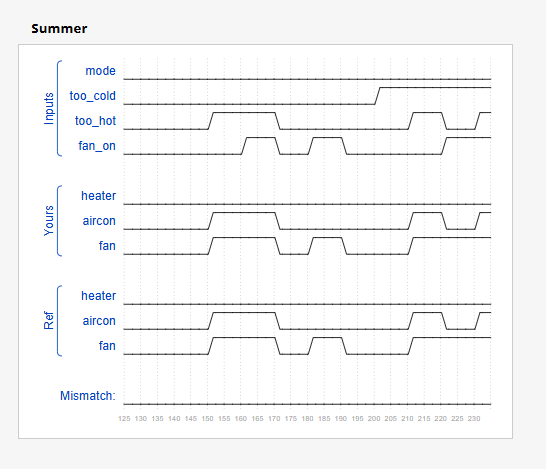 Summer
Inputs
mode
too_cold
too_hot
fan_on
Yours
heater
aircon
fan
Ref
heater
aircon
fan
Mismatch:
125 130 135 140 145 150 155 160 165 170 175 180 185 190 195 200 205 210 215 220 225 230